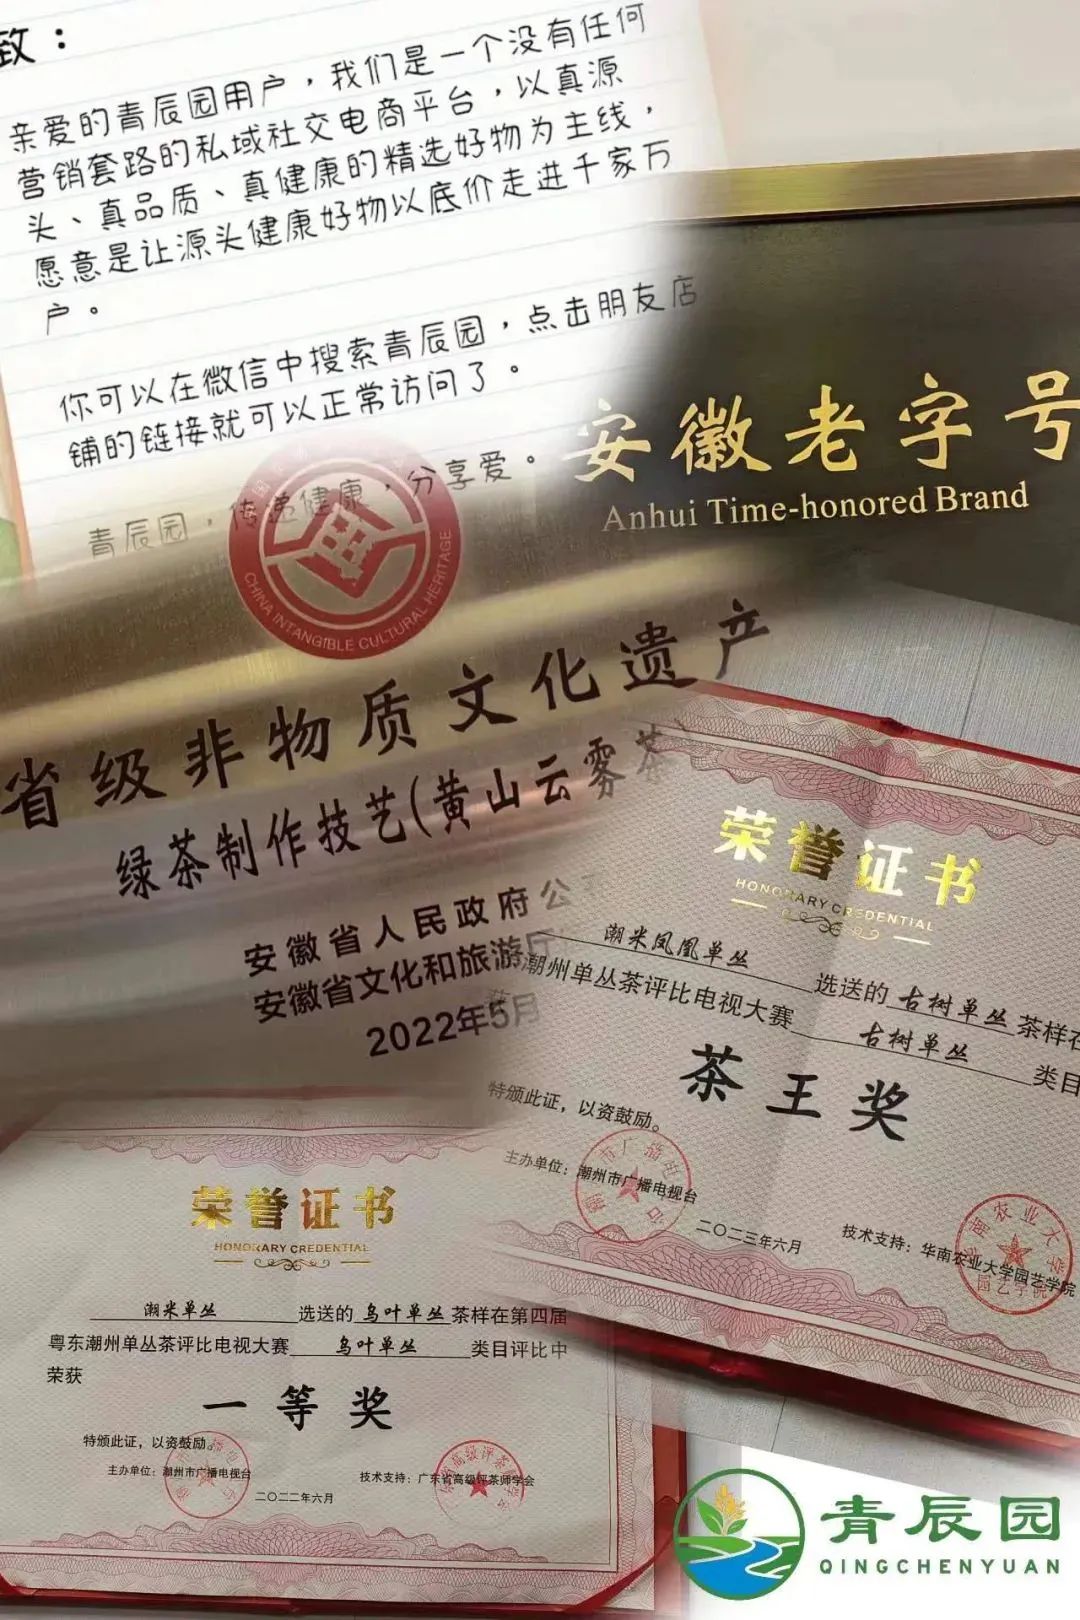 致：
亲爱的青辰园用户，我们是一个没有任何
营销套路的私域社交电商平台，以真源
头、真品质、真健康的精选好物为主线，
愿意是让源头健康好物以底价走进千家万
户。
你可以在微信中搜索青辰园，点击朋友店
铺的链接就可以正常访问了。
青辰园，传递健康，分享爱。
安徽老字号
Anhui Time-honored Brand
CHINA INTANGIBLE CULTURAL HERITAGE
省级非物质文化遗产
绿茶制作技艺(黄山云雾茶
安徽省人民政府公
安徽省文化和旅游厅
2022年5月
荣誉证书
HONORARY CREDENTIAL
潮米凤凰单丛 选送的 古树单丛 茶样在
潮州单丛茶评比电视大赛 古树单丛 类目
茶王奖
特颁此证，以资鼓励。
主办单位：潮州市广播电视台
技术支持：华南农业大学园艺学院
二〇二三年六月
荣誉证书
HONORARY CREDENTIAL
潮米单丛 选送的 乌叶单丛 茶样在第四届
粤东潮州单丛茶评比电视大赛 乌叶单丛 类目评比中
荣获
一等奖
特颁此证，以资鼓励。
主办单位：潮州市广播电视台 技术支持：广东省高级评茶师学会
二〇二二年六月
青辰园
QINGCHENYUAN